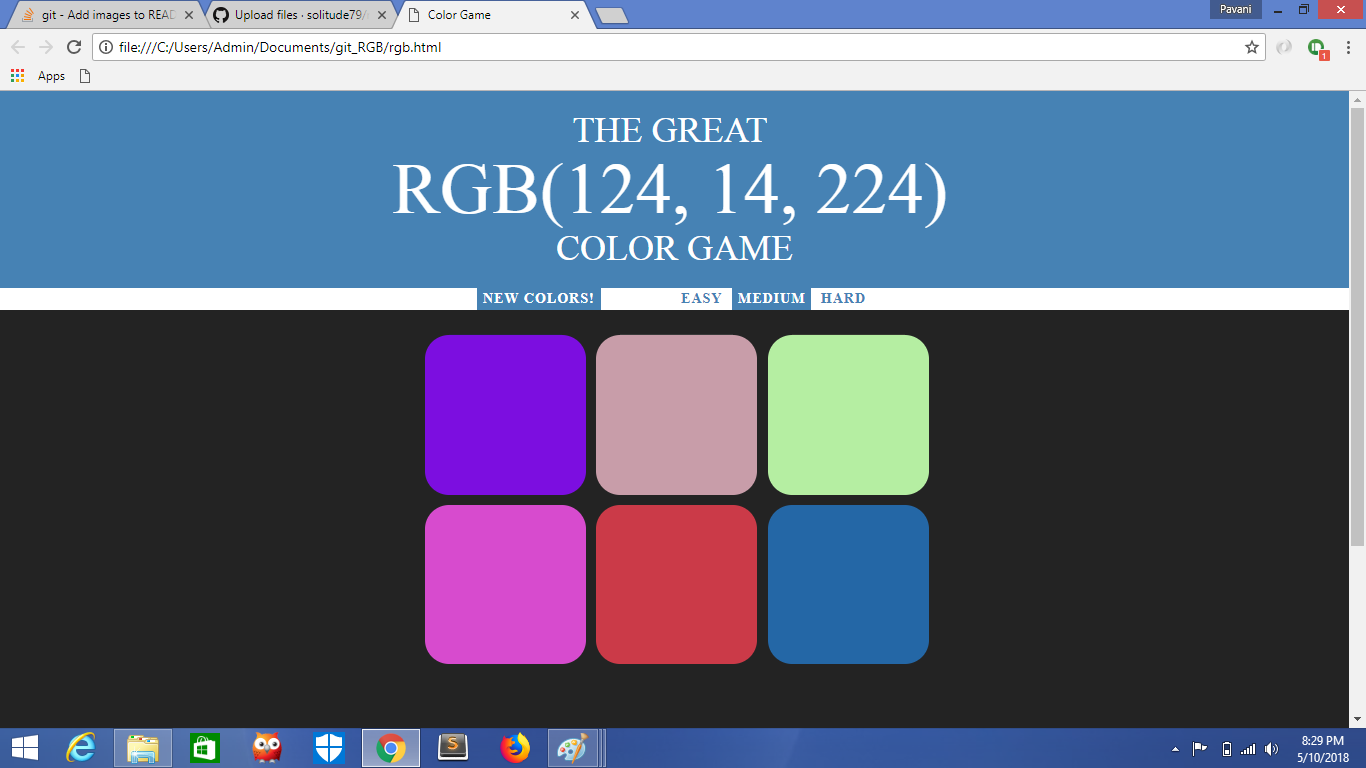 git - Add images to READ
Upload files · solitude79/
Color Game
Pavani
file:///C:/Users/Admin/Documents/git_RGB/rgb.html
1
Apps
THE GREAT
RGB(124, 14, 224)
COLOR GAME
NEW COLORS! EASY MEDIUM HARD
S
8:29 PM
5/10/2018